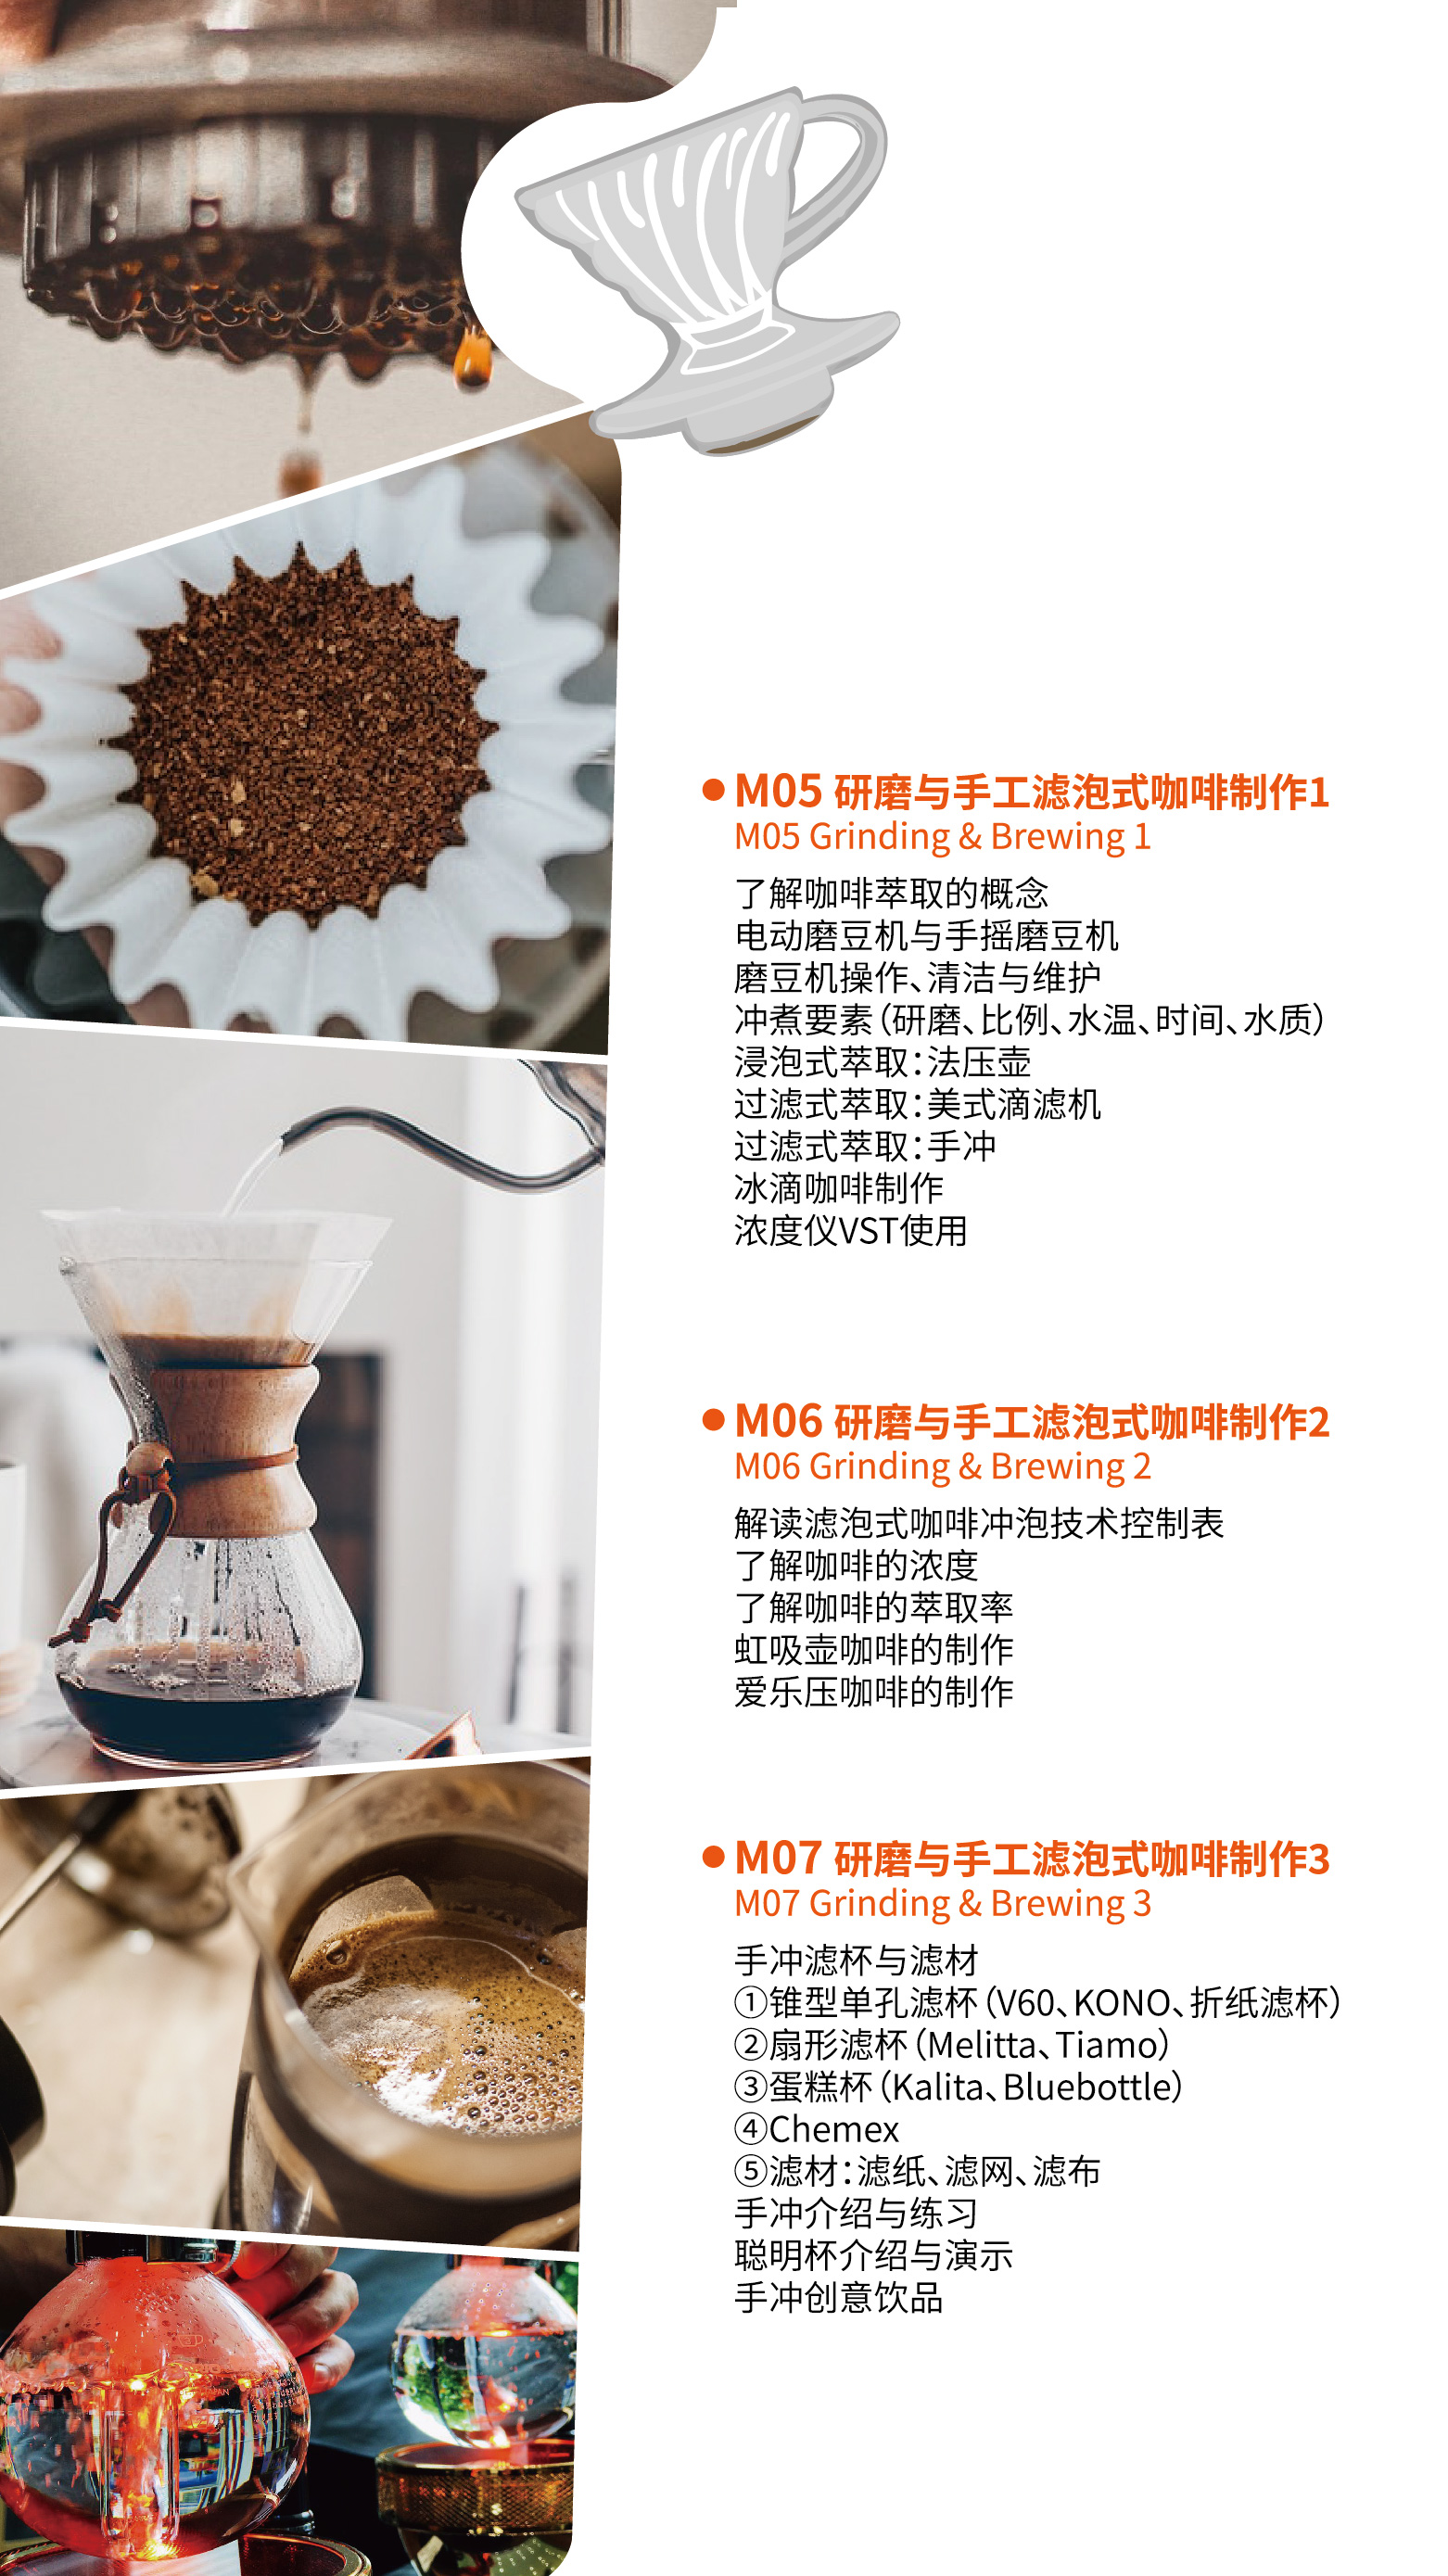 M05 研磨与手工滤泡式咖啡制作1
M05 Grinding & Brewing 1
了解咖啡萃取的概念
电动磨豆机与手摇磨豆机
磨豆机操作、清洁与维护
冲煮要素（研磨、比例、水温、时间、水质）
浸泡式萃取：法压壶
过滤式萃取：美式滴滤机
过滤式萃取：手冲
冰滴咖啡制作
浓度仪VST使用
M06 研磨与手工滤泡式咖啡制作2
M06 Grinding & Brewing 2
解读滤泡式咖啡冲泡技术控制表
了解咖啡的浓度
了解咖啡的萃取率
虹吸壶咖啡的制作
爱乐压咖啡的制作
M07 研磨与手工滤泡式咖啡制作3
M07 Grinding & Brewing 3
手冲滤杯与滤材
①锥型单孔滤杯（V60、KONO、折纸滤杯）
②扇形滤杯（Melitta、Tiamo）
③蛋糕杯（Kalita、Bluebottle）
④Chemex
⑤滤材：滤纸、滤网、滤布
手冲介绍与练习
聪明杯介绍与演示
手冲创意饮品